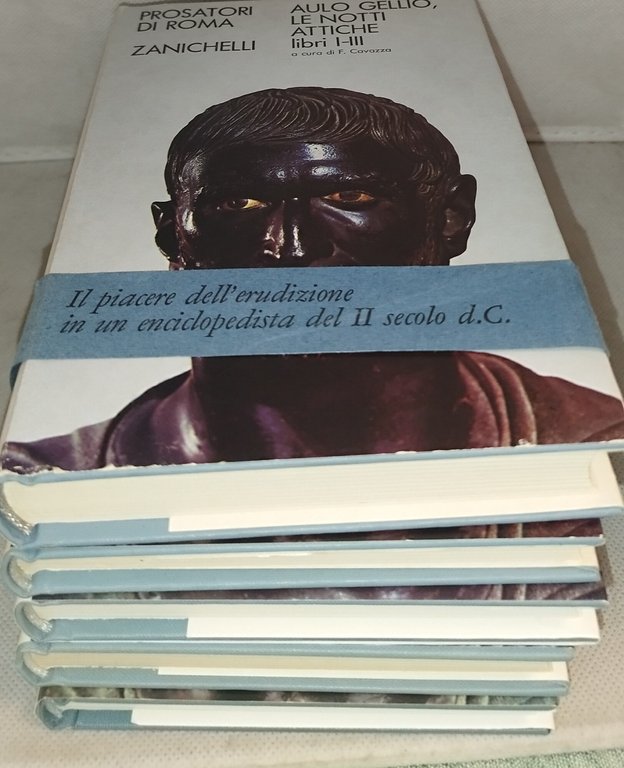 PROSATORI
DI ROMA
ZANICHELLI
AULO GELLIO,
LE NOTTI
ATTICHE
libri I-III
a cura di F. Cavazza
Il piacere dell'erudizione
in un enciclopedista del II secolo d.C.